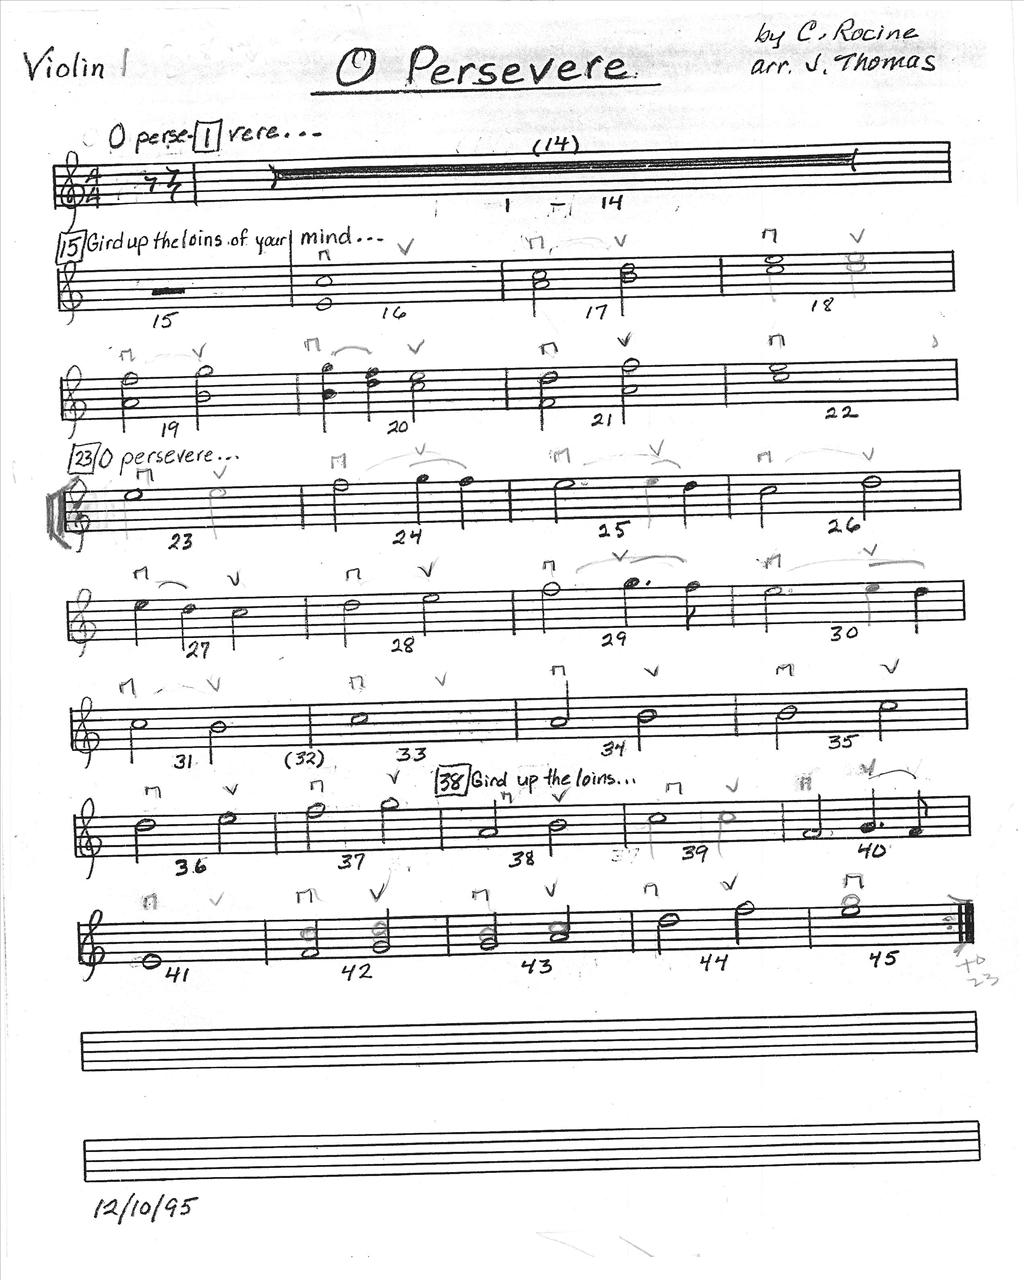 by C. Rocine
Violin 1
O Persevere
arr. J. Thomas
O perse- 1 vere...
4
4
(14)
1 - 14
15 Gird up the loins of your mind...
15 16 17 18
19 20 21 22
23 O persevere...
23 24 25 26
27 28 29 30
31 (32) 33 34 35
38 Gird up the loins...
36 37 38 39 40
41 42 43 44 45
to
23
12/10/95